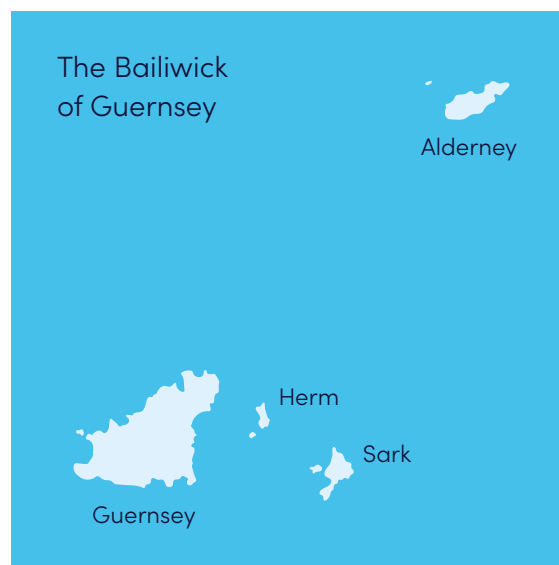 The Bailiwick
of Guernsey
Alderney
Herm
Sark
Guernsey